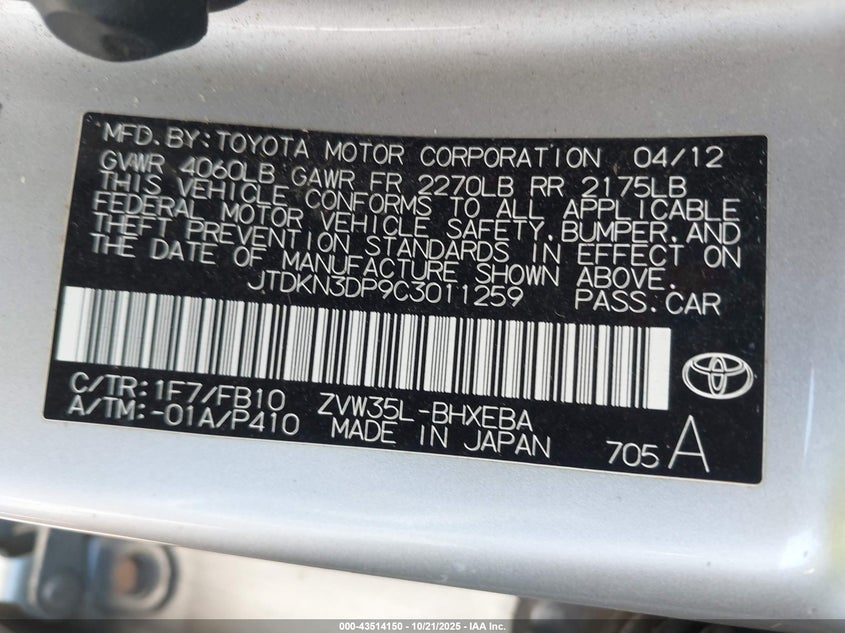 MFD. BY: TOYOTA MOTOR CORPORATION 04/12
GVWR 4060LB GAWR FR 2270LB RR 2175LB
THIS VEHICLE CONFORMS TO ALL APPLICABLE
FEDERAL MOTOR VEHICLE SAFETY, BUMPER, AND
THEFT PREVENTION STANDARDS IN EFFECT ON
THE DATE OF MANUFACTURE SHOWN ABOVE.
JTDKN3DP9C3011259 PASS. CAR
C/TR: 1F7/FB10 ZVW35L-BHXEBA
A/TM: -01A/P410 MADE IN JAPAN 705 A
000-43514150 | 10/21/2025 | IAA Inc.